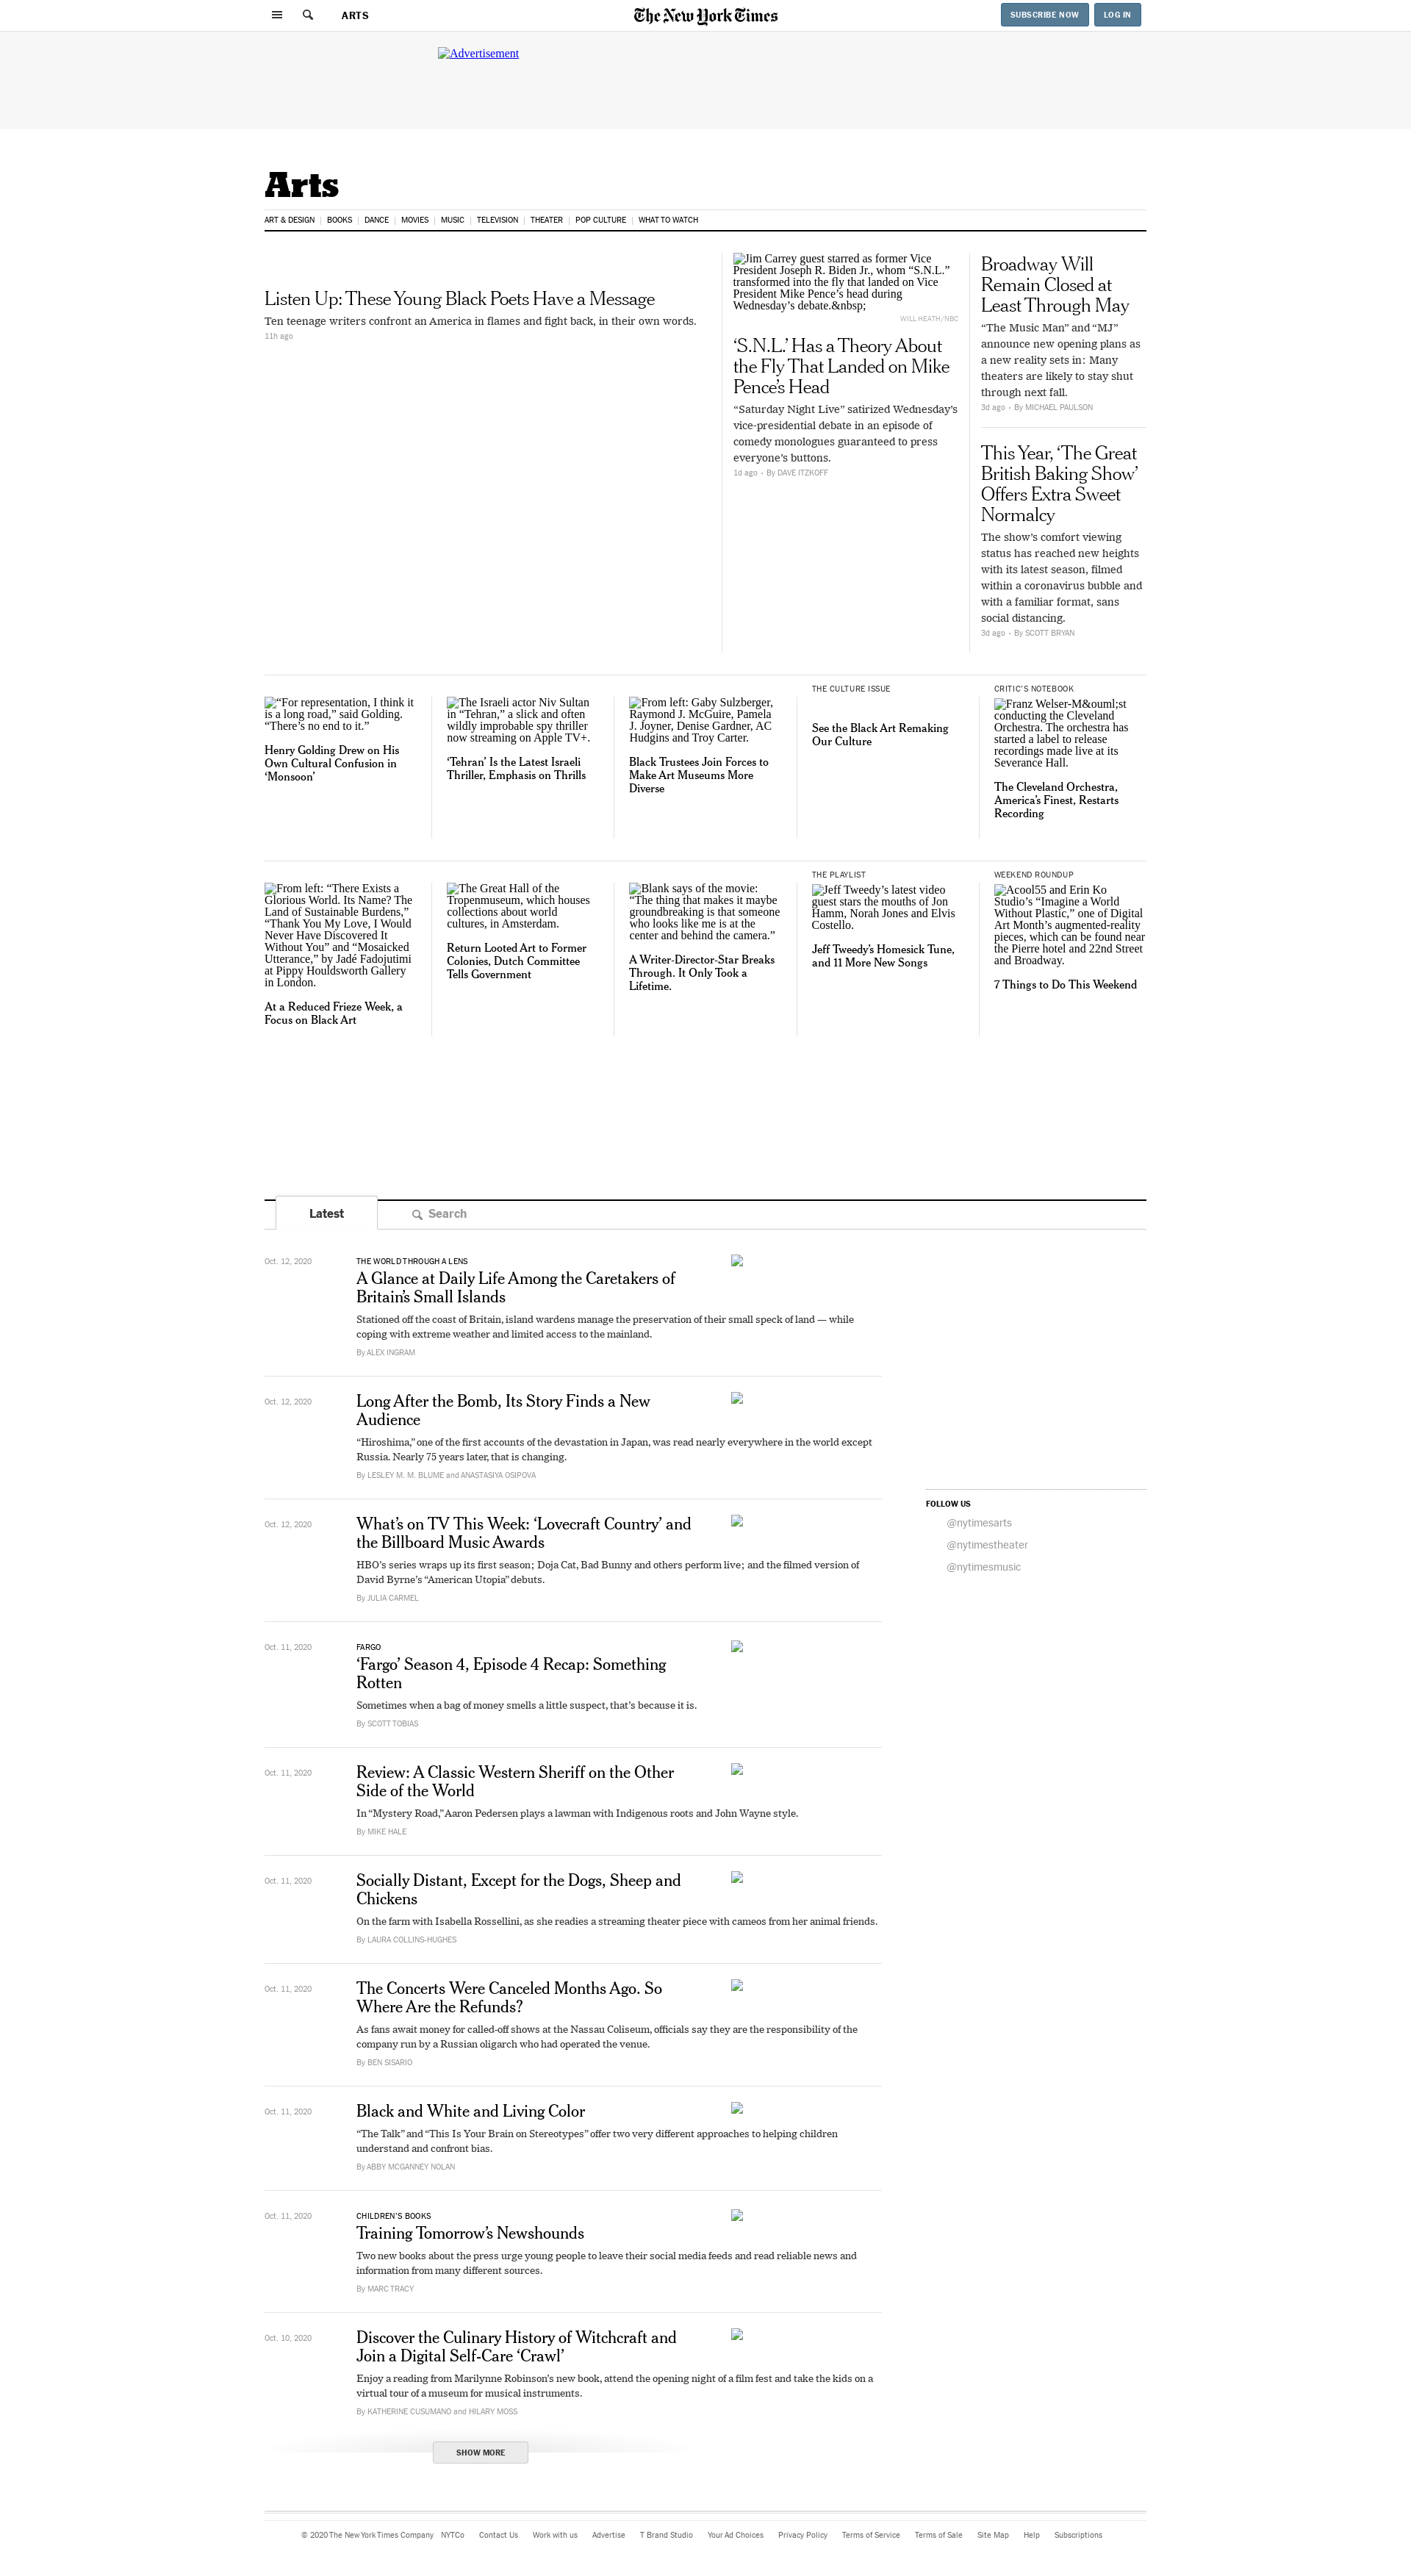 ARTS
The New York Times
SUBSCRIBE NOW
LOG IN
Advertisement
Arts
ART & DESIGN
BOOKS
DANCE
MOVIES
MUSIC
TELEVISION
THEATER
POP CULTURE
WHAT TO WATCH
Listen Up: These Young Black Poets Have a Message
Ten teenage writers confront an America in flames and fight back, in their own words.
11h ago
Jim Carrey guest starred as former Vice
President Joseph R. Biden Jr., whom “S.N.L.”
transformed into the fly that landed on Vice
President Mike Pence’s head during
Wednesday’s debate.&nbsp;
WILL HEATH/NBC
‘S.N.L.’ Has a Theory About
the Fly That Landed on Mike
Pence’s Head
“Saturday Night Live” satirized Wednesday’s
vice-presidential debate in an episode of
comedy monologues guaranteed to press
everyone’s buttons.
1d ago • By DAVE ITZKOFF
Broadway Will
Remain Closed at
Least Through May
“The Music Man” and “MJ”
announce new opening plans as
a new reality sets in: Many
theaters are likely to stay shut
through next fall.
3d ago • By MICHAEL PAULSON
This Year, ‘The Great
British Baking Show’
Offers Extra Sweet
Normalcy
The show’s comfort viewing
status has reached new heights
with its latest season, filmed
within a coronavirus bubble and
with a familiar format, sans
social distancing.
3d ago • By SCOTT BRYAN
“For representation, I think it
is a long road,” said Golding.
“There’s no end to it.”
Henry Golding Drew on His
Own Cultural Confusion in
‘Monsoon’
The Israeli actor Niv Sultan
in “Tehran,” a slick and often
wildly improbable spy thriller
now streaming on Apple TV+.
‘Tehran’ Is the Latest Israeli
Thriller, Emphasis on Thrills
From left: Gaby Sulzberger,
Raymond J. McGuire, Pamela
J. Joyner, Denise Gardner, AC
Hudgins and Troy Carter.
Black Trustees Join Forces to
Make Art Museums More
Diverse
THE CULTURE ISSUE
See the Black Art Remaking
Our Culture
CRITIC’S NOTEBOOK
Franz Welser-M&ouml;st
conducting the Cleveland
Orchestra. The orchestra has
started a label to release
recordings made live at its
Severance Hall.
The Cleveland Orchestra,
America’s Finest, Restarts
Recording
From left: “There Exists a
Glorious World. Its Name? The
Land of Sustainable Burdens,”
“Thank You My Love, I Would
Never Have Discovered It
Without You” and “Mosaicked
Utterance,” by Jadé Fadojutimi
at Pippy Houldsworth Gallery
in London.
At a Reduced Frieze Week, a
Focus on Black Art
The Great Hall of the
Tropenmuseum, which houses
collections about world
cultures, in Amsterdam.
Return Looted Art to Former
Colonies, Dutch Committee
Tells Government
Blank says of the movie:
“The thing that makes it maybe
groundbreaking is that someone
who looks like me is at the
center and behind the camera.”
A Writer-Director-Star Breaks
Through. It Only Took a
Lifetime.
THE PLAYLIST
Jeff Tweedy’s latest video
guest stars the mouths of Jon
Hamm, Norah Jones and Elvis
Costello.
Jeff Tweedy’s Homesick Tune,
and 11 More New Songs
WEEKEND ROUNDUP
Acool55 and Erin Ko
Studio’s “Imagine a World
Without Plastic,” one of Digital
Art Month’s augmented-reality
pieces, which can be found near
the Pierre hotel and 22nd Street
and Broadway.
7 Things to Do This Weekend
Latest
Search
Oct. 12, 2020
THE WORLD THROUGH A LENS
A Glance at Daily Life Among the Caretakers of
Britain’s Small Islands
Stationed off the coast of Britain, island wardens manage the preservation of their small speck of land — while
coping with extreme weather and limited access to the mainland.
By ALEX INGRAM
Oct. 12, 2020
Long After the Bomb, Its Story Finds a New
Audience
“Hiroshima,” one of the first accounts of the devastation in Japan, was read nearly everywhere in the world except
Russia. Nearly 75 years later, that is changing.
By LESLEY M. M. BLUME and ANASTASIYA OSIPOVA
FOLLOW US
@nytimesarts
@nytimestheater
@nytimesmusic
Oct. 12, 2020
What’s on TV This Week: ‘Lovecraft Country’ and
the Billboard Music Awards
HBO’s series wraps up its first season; Doja Cat, Bad Bunny and others perform live; and the filmed version of
David Byrne’s “American Utopia” debuts.
By JULIA CARMEL
Oct. 11, 2020
FARGO
‘Fargo’ Season 4, Episode 4 Recap: Something
Rotten
Sometimes when a bag of money smells a little suspect, that’s because it is.
By SCOTT TOBIAS
Oct. 11, 2020
Review: A Classic Western Sheriff on the Other
Side of the World
In “Mystery Road,” Aaron Pedersen plays a lawman with Indigenous roots and John Wayne style.
By MIKE HALE
Oct. 11, 2020
Socially Distant, Except for the Dogs, Sheep and
Chickens
On the farm with Isabella Rossellini, as she readies a streaming theater piece with cameos from her animal friends.
By LAURA COLLINS-HUGHES
Oct. 11, 2020
The Concerts Were Canceled Months Ago. So
Where Are the Refunds?
As fans await money for called-off shows at the Nassau Coliseum, officials say they are the responsibility of the
company run by a Russian oligarch who had operated the venue.
By BEN SISARIO
Oct. 11, 2020
Black and White and Living Color
“The Talk” and “This Is Your Brain on Stereotypes” offer two very different approaches to helping children
understand and confront bias.
By ABBY MCGANNEY NOLAN
Oct. 11, 2020
CHILDREN’S BOOKS
Training Tomorrow’s Newshounds
Two new books about the press urge young people to leave their social media feeds and read reliable news and
information from many different sources.
By MARC TRACY
Oct. 10, 2020
Discover the Culinary History of Witchcraft and
Join a Digital Self-Care ‘Crawl’
Enjoy a reading from Marilynne Robinson’s new book, attend the opening night of a film fest and take the kids on a
virtual tour of a museum for musical instruments.
By KATHERINE CUSUMANO and HILARY MOSS
SHOW MORE
© 2020 The New York Times Company
NYTCo
Contact Us
Work with us
Advertise
T Brand Studio
Your Ad Choices
Privacy Policy
Terms of Service
Terms of Sale
Site Map
Help
Subscriptions